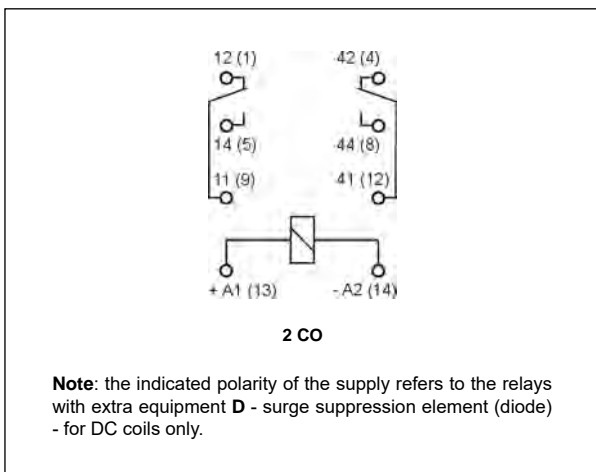 12 (1) 42 (4)
14 (5) 44 (8)
11 (9) 41 (12)
+ A1 (13) - A2 (14)
2 CO
Note: the indicated polarity of the supply refers to the relays
with extra equipment D - surge suppression element (diode)
- for DC coils only.